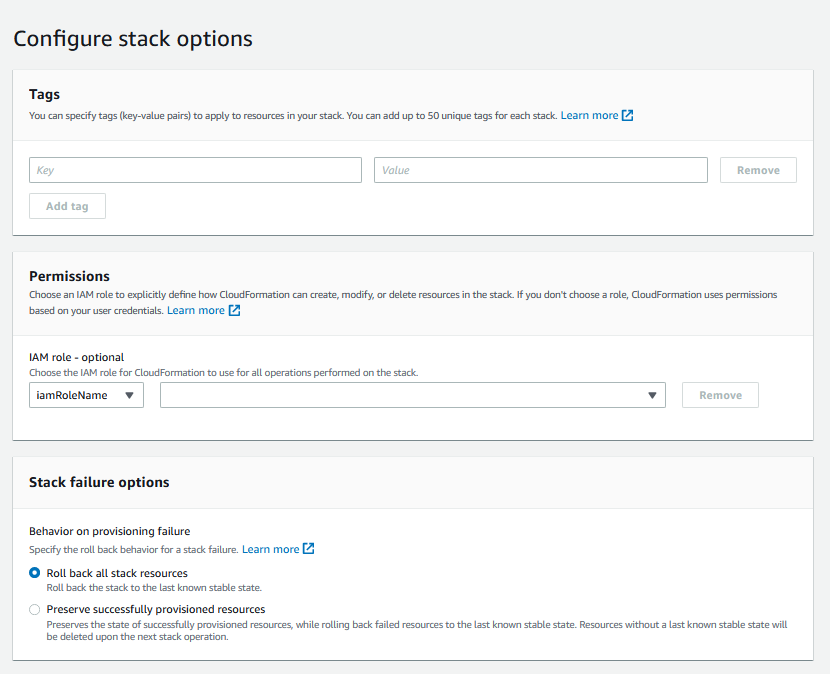 Configure stack options
Tags
You can specify tags (key-value pairs) to apply to resources in your stack. You can add up to 50 unique tags for each stack. Learn more
Key Value Remove
Add tag
Permissions
Choose an IAM role to explicitly define how CloudFormation can create, modify, or delete resources in the stack. If you don't choose a role, CloudFormation uses permissions
based on your user credentials. Learn more
IAM role - optional
Choose the IAM role for CloudFormation to use for all operations performed on the stack.
iamRoleName Remove
Stack failure options
Behavior on provisioning failure
Specify the roll back behavior for a stack failure. Learn more
Roll back all stack resources
Roll back the stack to the last known stable state.
Preserve successfully provisioned resources
Preserves the state of successfully provisioned resources, while rolling back failed resources to the last known stable state. Resources without a last known stable state will
be deleted upon the next stack operation.